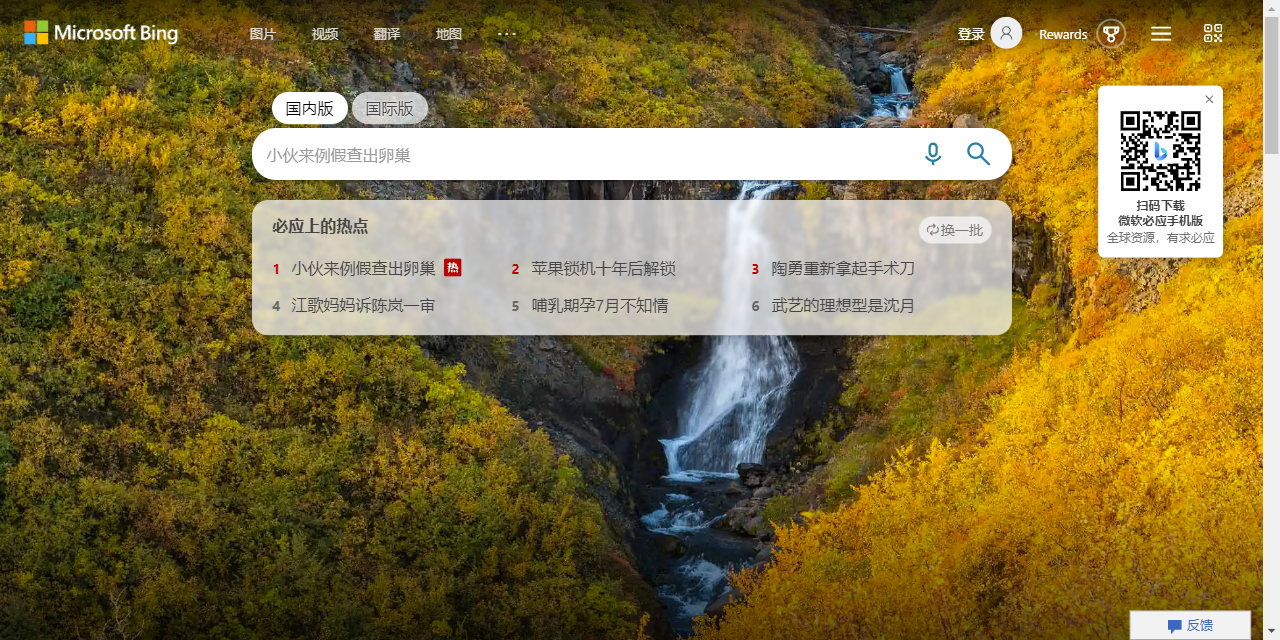 Microsoft Bing
图片 视频 翻译 地图 ···
登录 Rewards
国内版 国际版
小伙来例假查出卵巢
必应上的热点
换一批
1 小伙来例假查出卵巢 热
2 苹果锁机十年后解锁
3 陶勇重新拿起手术刀
4 江歌妈妈诉陈岚一审
5 哺乳期孕7月不知情
6 武艺的理想型是沈月
扫码下载
微软必应手机版
全球资源，有求必应
反馈